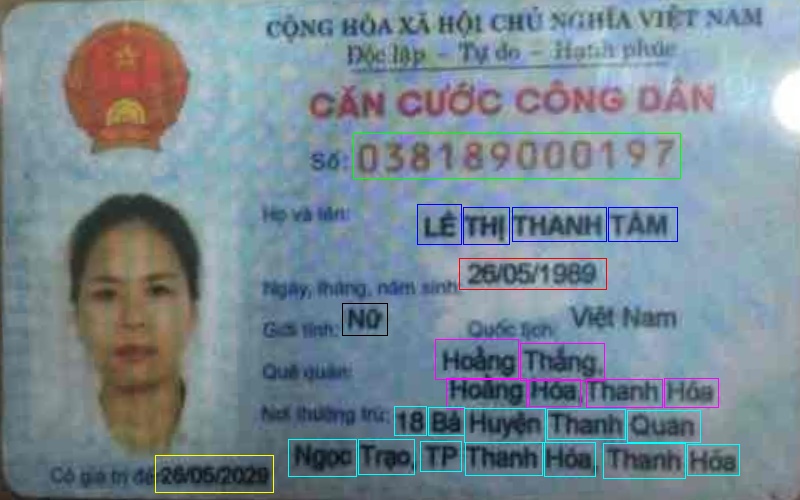 CỘNG HÒA XÃ HỘI CHỦ NGHĨA VIỆT NAM
Độc lập - Tự do - Hạnh phúc
CĂN CƯỚC CÔNG DÂN
Số: 038189000197
Họ và tên: LÊ THỊ THANH TÂM
Ngày, tháng, năm sinh: 26/05/1989
Giới tính: Nữ Quốc tịch: Việt Nam
Quê quán: Hoằng Thắng,
Hoằng Hóa, Thanh Hóa
Nơi thường trú: 18 Bà Huyện Thanh Quan
Ngọc Trạo, TP Thanh Hóa, Thanh Hóa
Có giá trị đến 26/05/2029